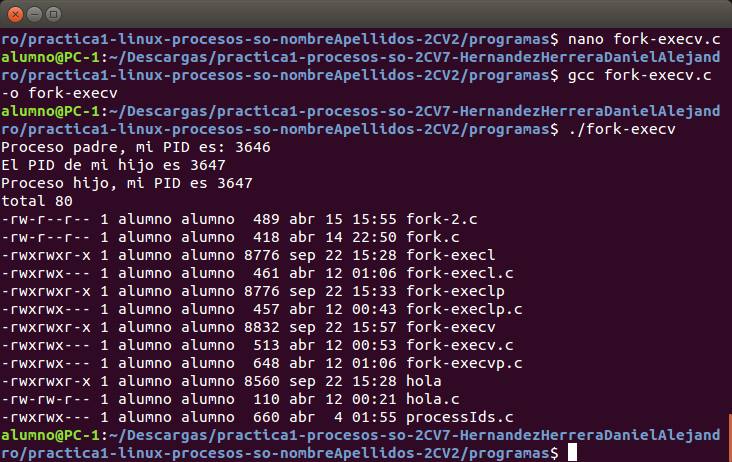 ro/practica1-linux-procesos-so-nombreApellidos-2CV2/programas$ nano fork-execv.c
alumno@PC-1:~/Descargas/practica1-procesos-so-2CV7-HernandezHerreraDanielAlejand
ro/practica1-linux-procesos-so-nombreApellidos-2CV2/programas$ gcc fork-execv.c
-o fork-execv
alumno@PC-1:~/Descargas/practica1-procesos-so-2CV7-HernandezHerreraDanielAlejand
ro/practica1-linux-procesos-so-nombreApellidos-2CV2/programas$ ./fork-execv
Proceso padre, mi PID es: 3646
El PID de mi hijo es 3647
Proceso hijo, mi PID es 3647
total 80
-rw-r--r-- 1 alumno alumno  489 abr 15 15:55 fork-2.c
-rw-r--r-- 1 alumno alumno  418 abr 14 22:50 fork.c
-rwxrwxr-x 1 alumno alumno 8776 sep 22 15:28 fork-execl
-rwxrwx--- 1 alumno alumno  461 abr 12 01:06 fork-execl.c
-rwxrwxr-x 1 alumno alumno 8776 sep 22 15:33 fork-execlp
-rwxrwx--- 1 alumno alumno  457 abr 12 00:43 fork-execlp.c
-rwxrwxr-x 1 alumno alumno 8832 sep 22 15:57 fork-execv
-rwxrwx--- 1 alumno alumno  513 abr 12 00:53 fork-execv.c
-rwxrwx--- 1 alumno alumno  648 abr 12 01:06 fork-execvp.c
-rwxrwxr-x 1 alumno alumno 8560 sep 22 15:28 hola
-rw-rw-r-- 1 alumno alumno  110 abr 12 00:21 hola.c
-rwxrwx--- 1 alumno alumno  660 abr  4 01:55 processIds.c
alumno@PC-1:~/Descargas/practica1-procesos-so-2CV7-HernandezHerreraDanielAlejand
ro/practica1-linux-procesos-so-nombreApellidos-2CV2/programas$